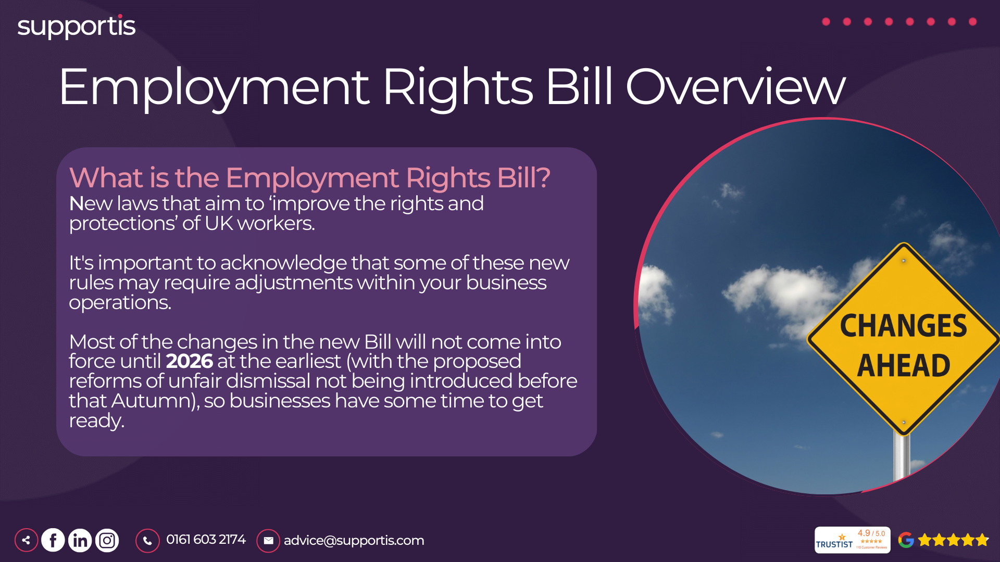 supportis
Employment Rights Bill Overview
What is the Employment Rights Bill?
New laws that aim to ‘improve the rights and
protections’ of UK workers.
It's important to acknowledge that some of these new
rules may require adjustments within your business
operations.
Most of the changes in the new Bill will not come into
force until 2026 at the earliest (with the proposed
reforms of unfair dismissal not being introduced before
that Autumn), so businesses have some time to get
ready.
CHANGES
AHEAD
0161 603 2174
advice@supportis.com
TRUSTIST
4.9 / 5.0
118 Customer Reviews